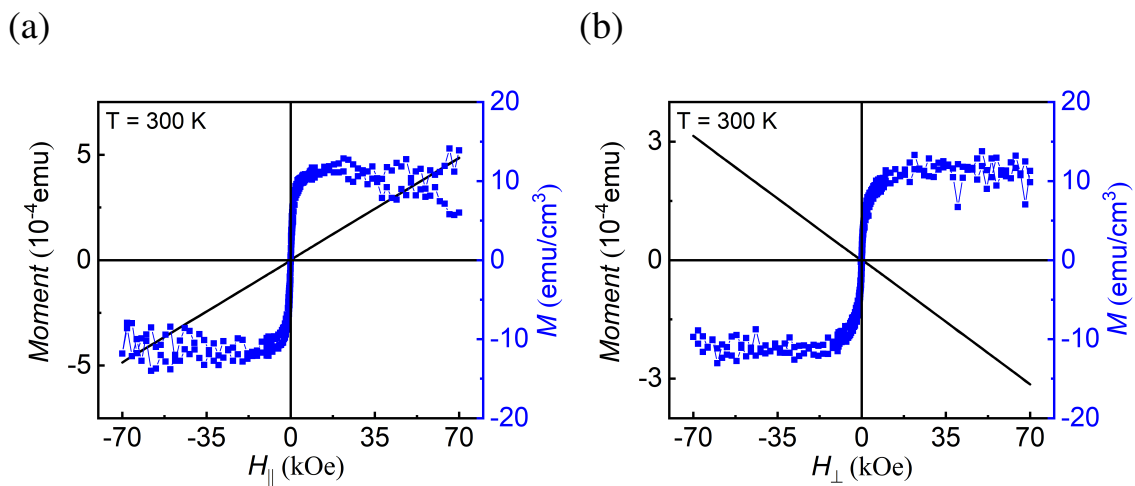 (a)
(b)
T = 300 K
Moment (10⁻⁴emu)
5
0
-5
20
10
0
-10
-20
M (emu/cm³)
-70 -35 0 35 70
H∥ (kOe)
T = 300 K
Moment (10⁻⁴emu)
3
0
-3
20
10
0
-10
-20
M (emu/cm³)
-70 -35 0 35 70
H⊥ (kOe)